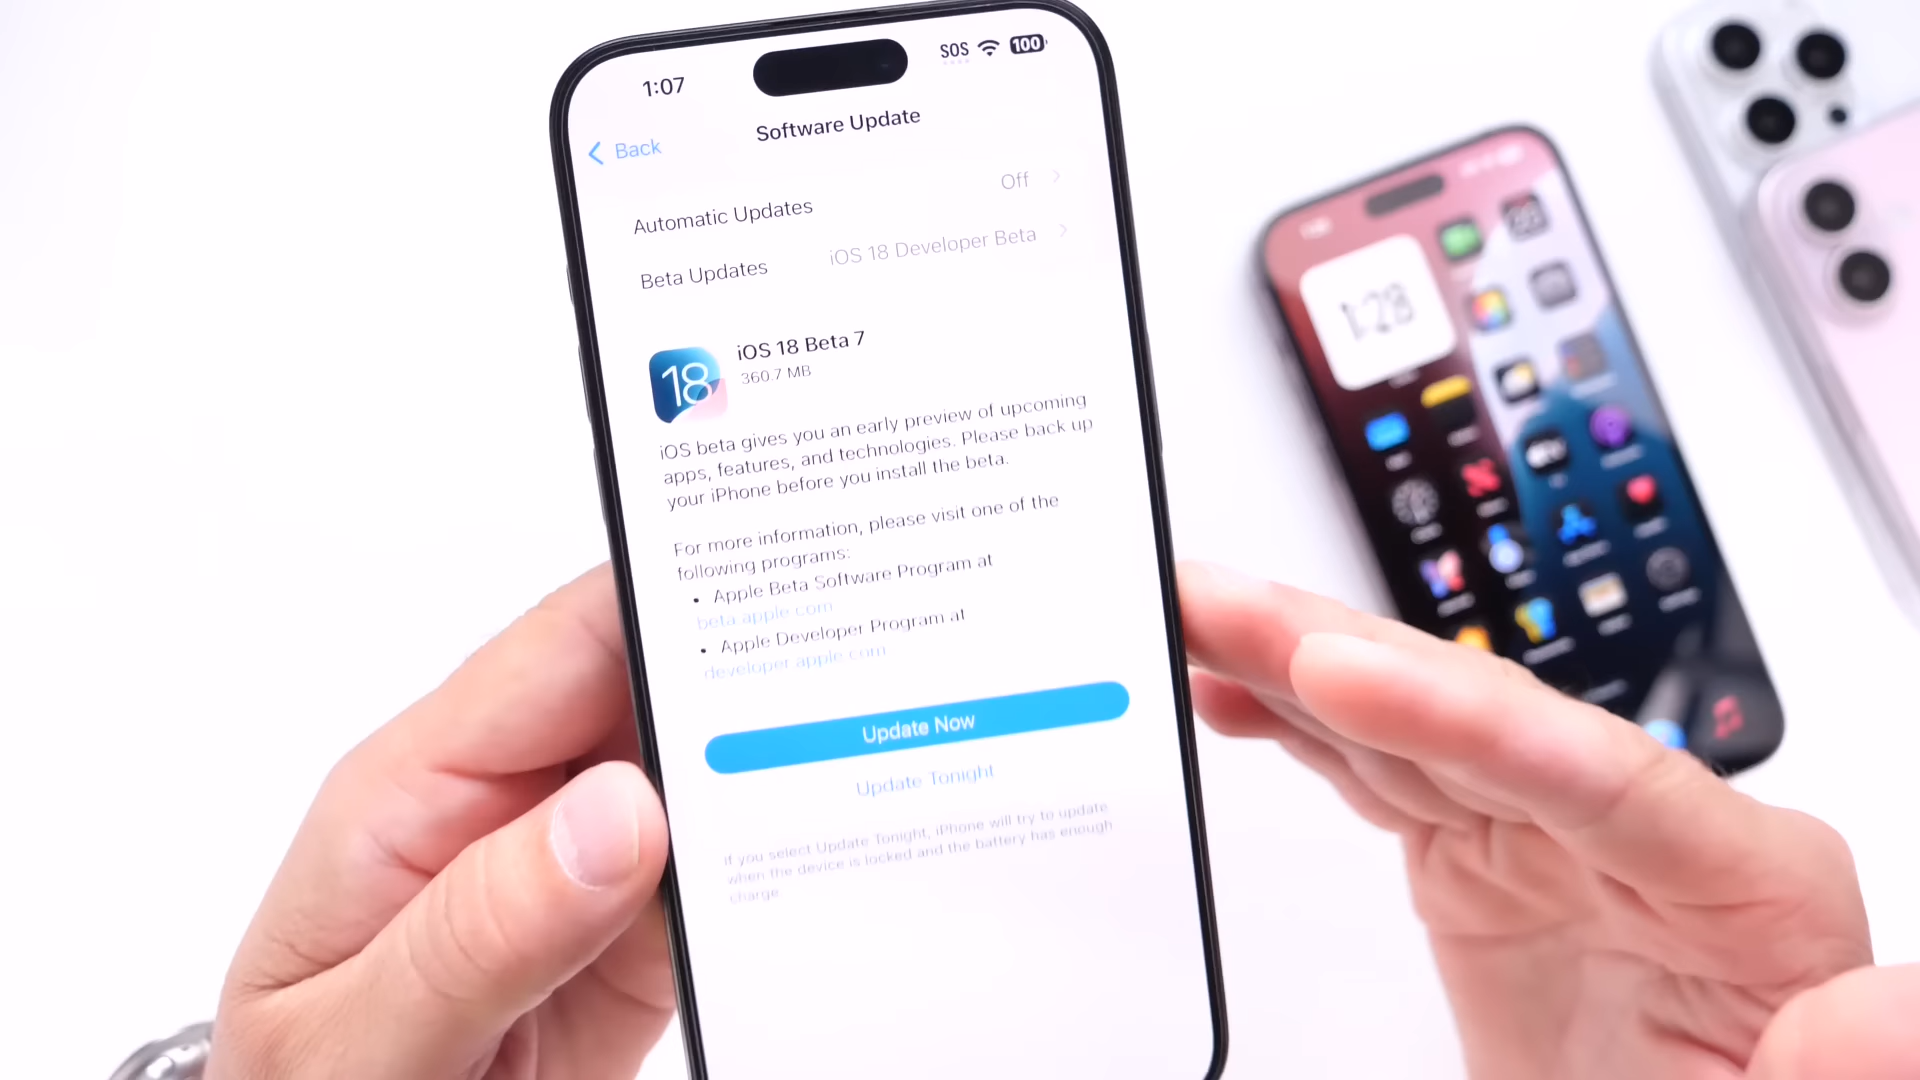 1:07
SOS
100
Back
Software Update
Automatic Updates
Off
Beta Updates
iOS 18 Developer Beta
18
iOS 18 Beta 7
360.7 MB
iOS beta gives you an early preview of upcoming
apps, features, and technologies. Please back up
your iPhone before you install the beta.
For more information, please visit one of the
following programs:
• Apple Beta Software Program at
beta.apple.com
• Apple Developer Program at
developer.apple.com
Update Now
Update Tonight
If you select Update Tonight, iPhone will try to update
when the device is locked and the battery has enough
charge.
1:28